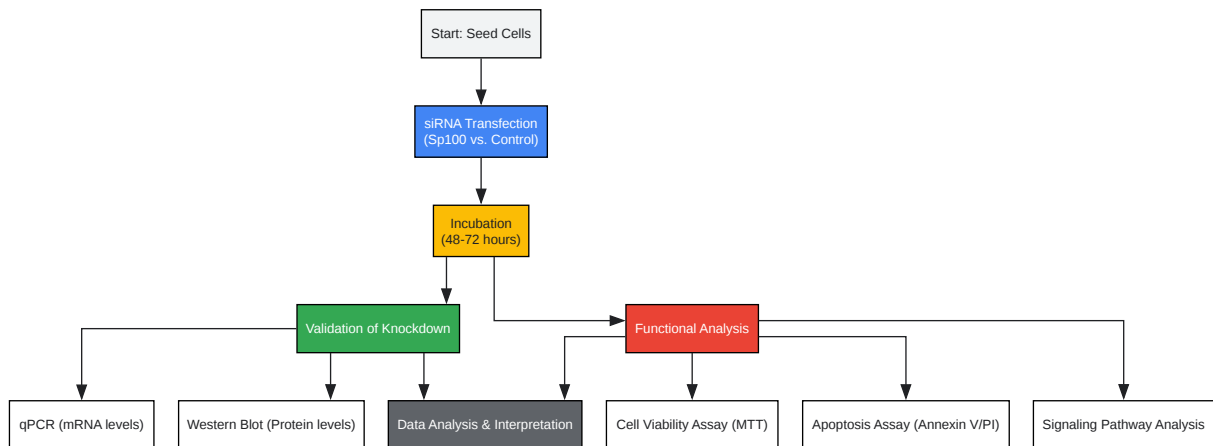 Start: Seed Cells
siRNA Transfection
(Sp100 vs. Control)
Incubation
(48-72 hours)
Validation of Knockdown
Functional Analysis
qPCR (mRNA levels)
Western Blot (Protein levels)
Data Analysis & Interpretation
Cell Viability Assay (MTT)
Apoptosis Assay (Annexin V/PI)
Signaling Pathway Analysis